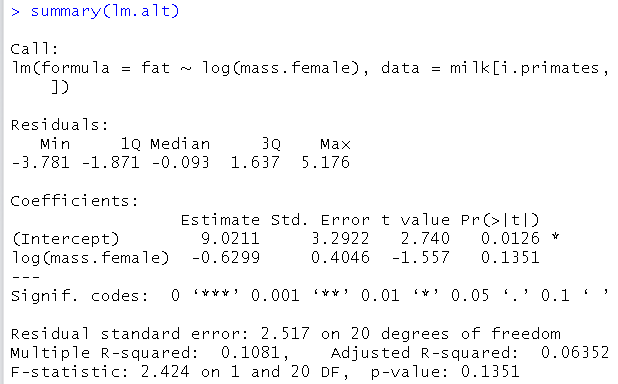 > summary(lm.alt)
Call:
lm(formula = fat ~ log(mass.female), data = milk[i.primates,
    ])
Residuals:
   Min     1Q Median     3Q    Max
-3.781 -1.871 -0.093  1.637  5.176
Coefficients:
                 Estimate Std. Error t value Pr(>|t|)
(Intercept)        9.0211     3.2922   2.740   0.0126 *
log(mass.female)  -0.6299     0.4046  -1.557   0.1351
---
Signif. codes:  0 ‘***’ 0.001 ‘**’ 0.01 ‘*’ 0.05 ‘.’ 0.1 ‘ ’
Residual standard error: 2.517 on 20 degrees of freedom
Multiple R-squared:  0.1081,    Adjusted R-squared:  0.06352
F-statistic: 2.424 on 1 and 20 DF,  p-value: 0.1351